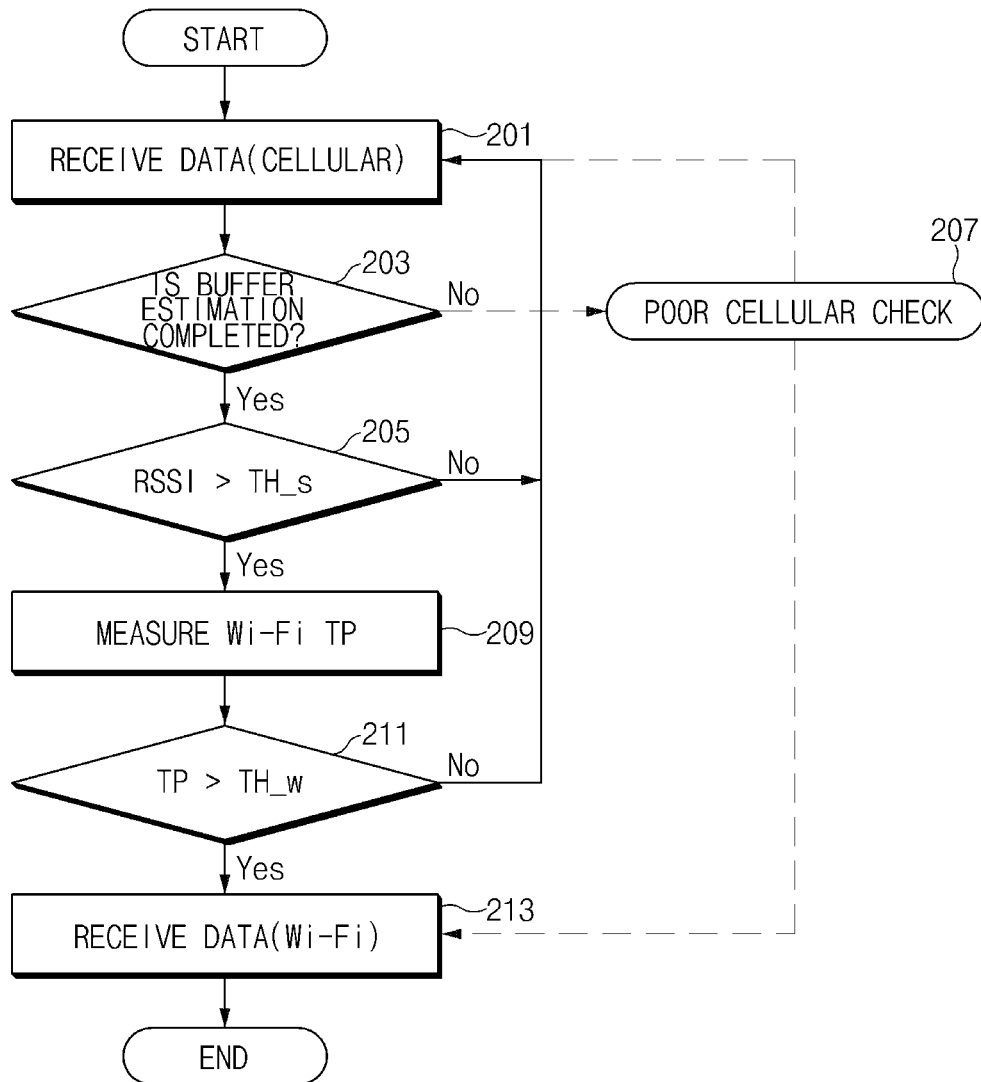 START
201
RECEIVE DATA(CELLULAR)
207
203
IS BUFFER
ESTIMATION
COMPLETED?
No
POOR CELLULAR CHECK
Yes
205
RSSI > TH_s
No
Yes
MEASURE Wi-Fi TP
209
211
TP > TH_w
No
Yes
213
RECEIVE DATA(Wi-Fi)
END